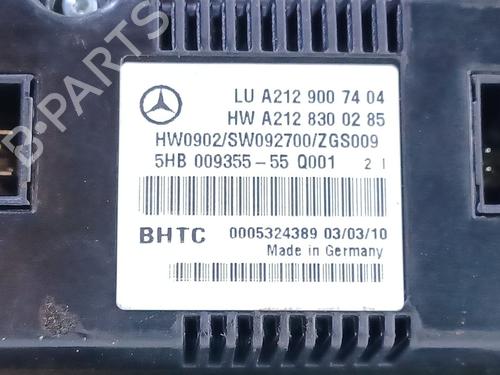 B-PARTS
LU A212 900 74 04
HW A212 830 02 85
HW0902/SW092700/ZGS009
5HB 009355-55 Q001 21
BHTC 0005324389 03/03/10
Made in Germany